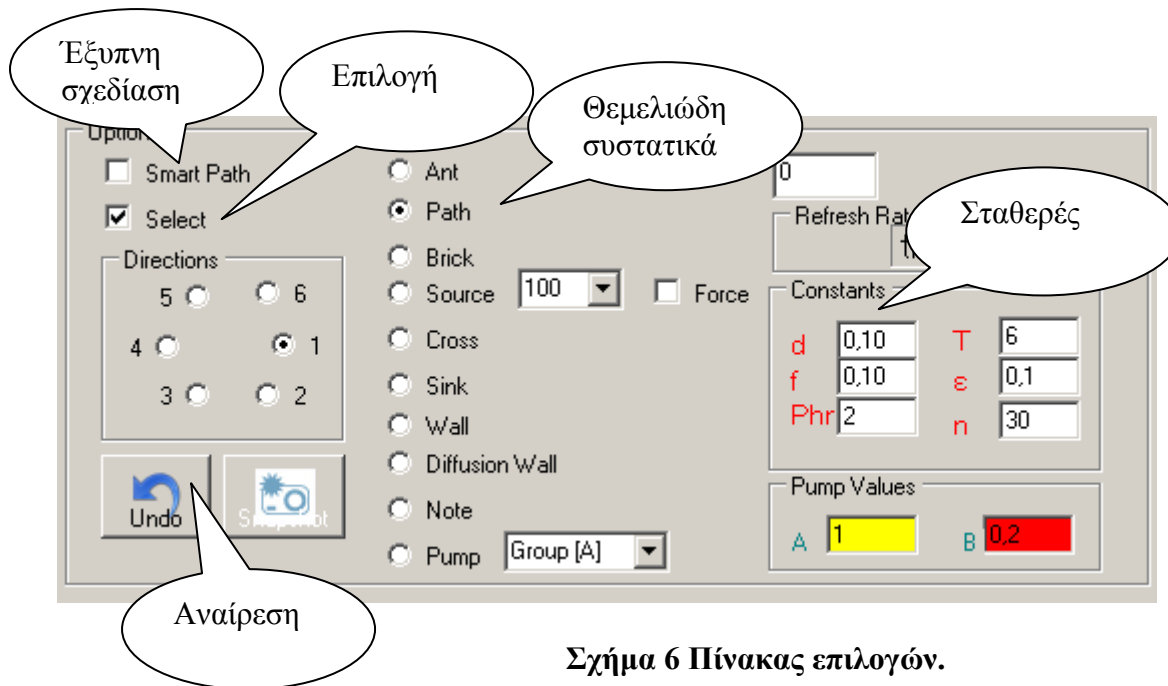 Έξυπνη
σχεδίαση
Επιλογή
Θεμελιώδη
συστατικά
Σταθερές
Smart Path
Select
Directions
5 6
4 1
3 2
Undo
Ant
Path
Brick
Source 100 Force
Cross
Sink
Wall
Diffusion Wall
Note
Pump Group [A]
0
Constants
d 0,10 T 6
f 0,10 ε 0,1
Phr 2 n 30
Pump Values
A 1 B 0,2
Αναίρεση
Σχήμα 6 Πίνακας επιλογών.